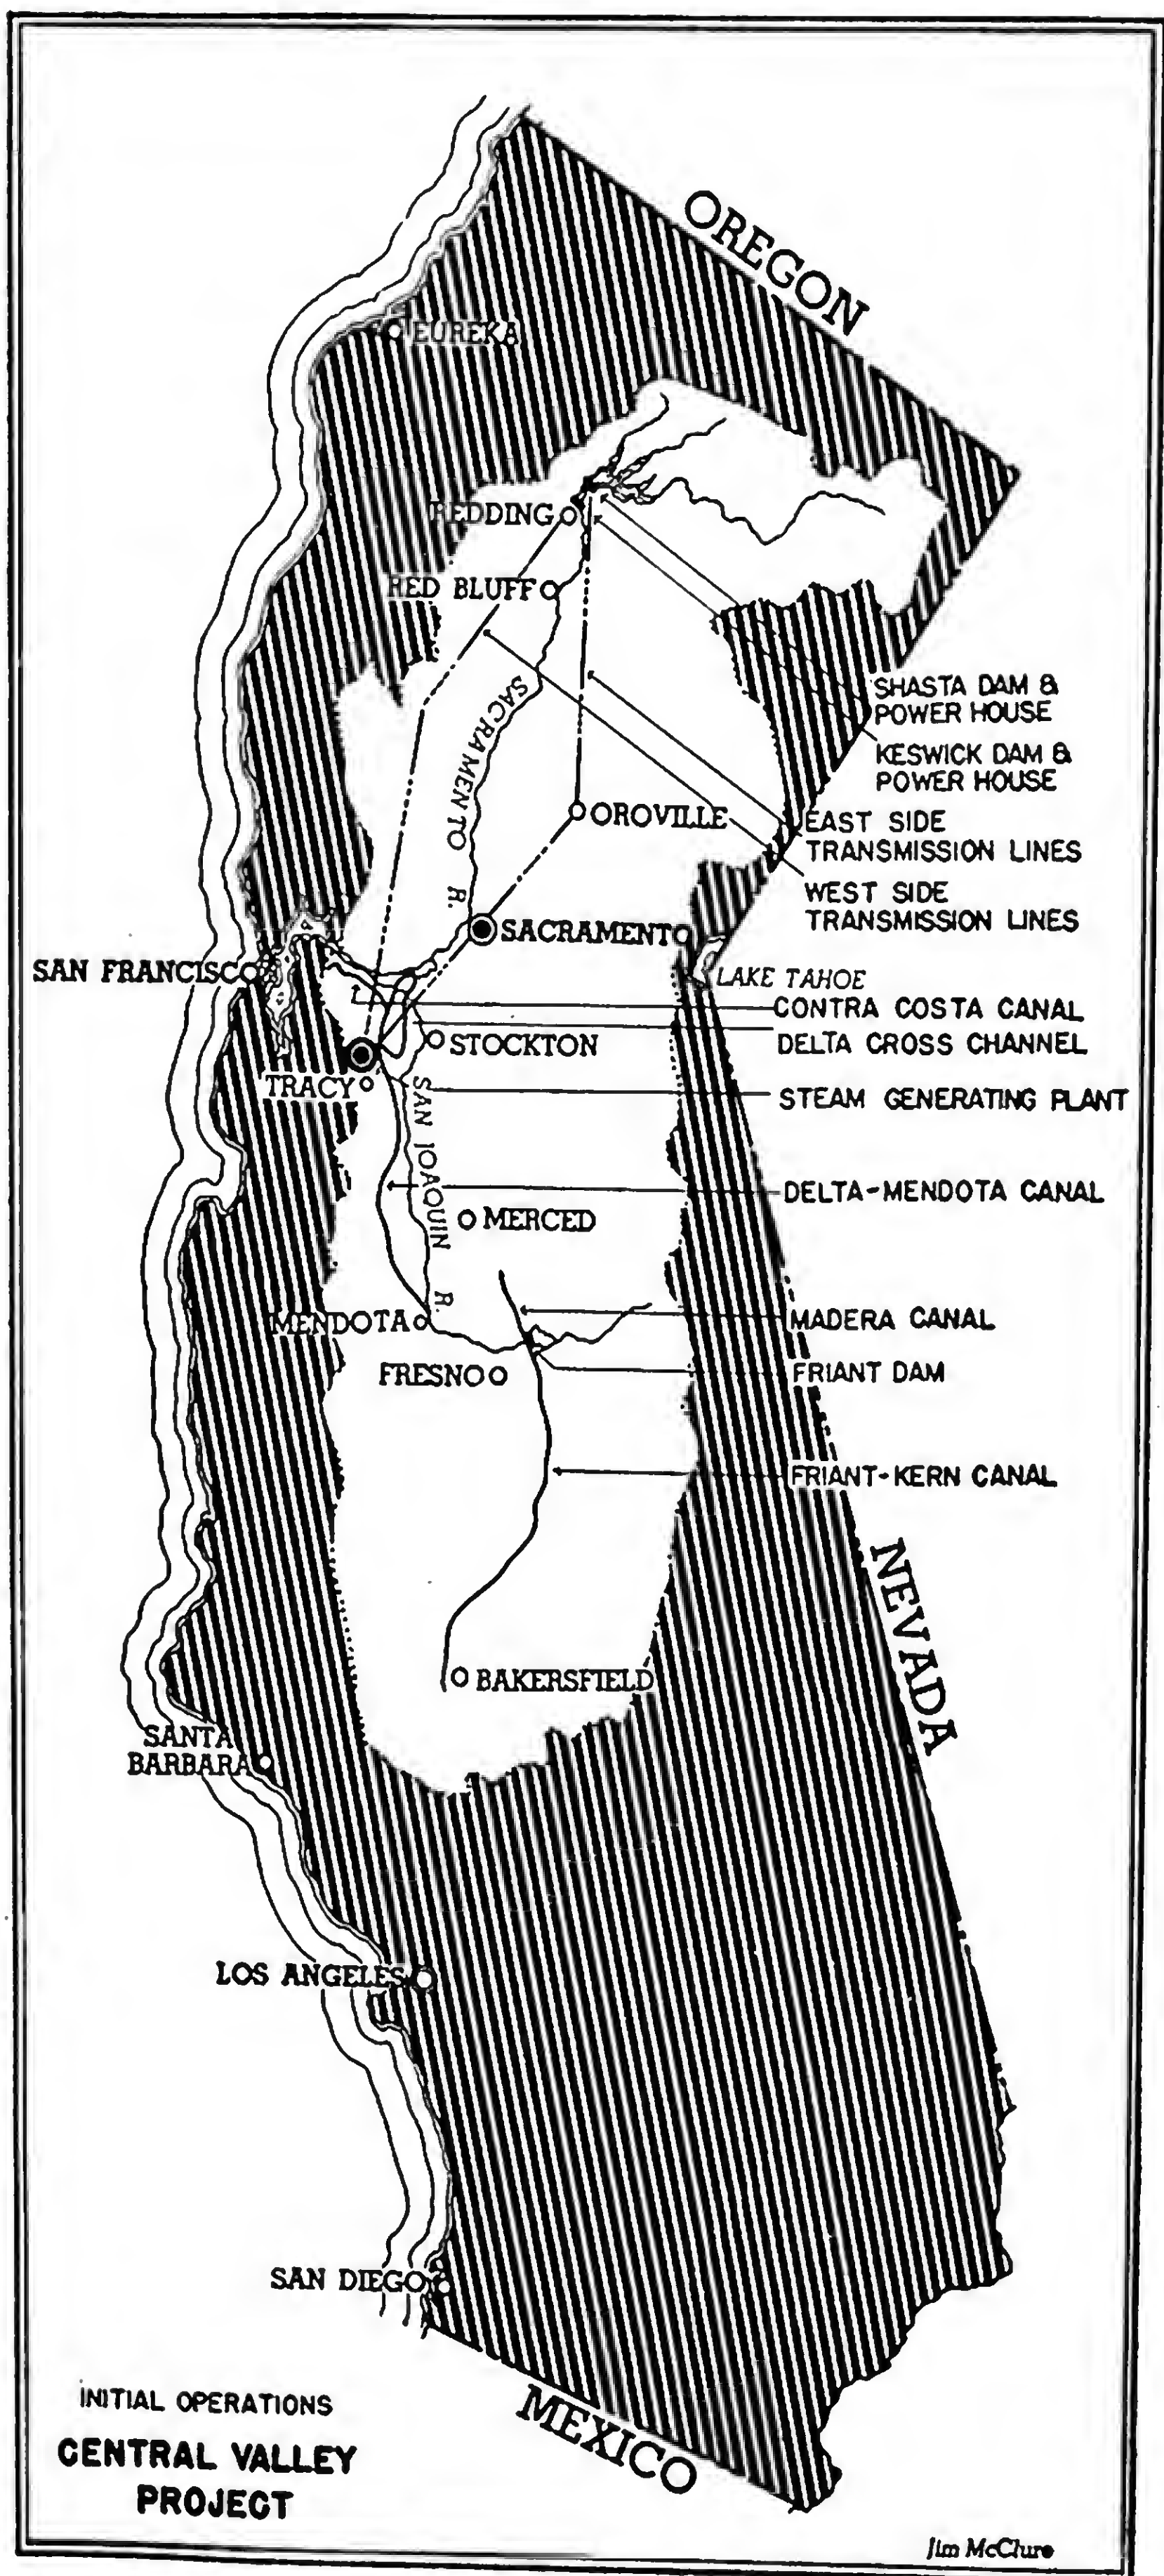 OREGON
EUREKA
REDDING
RED BLUFF
SHASTA DAM &
POWER HOUSE
KESWICK DAM &
POWER HOUSE
SACRAMENTO R.
OROVILLE
EAST SIDE
TRANSMISSION LINES
WEST SIDE
TRANSMISSION LINES
SACRAMENTO
SAN FRANCISCO
LAKE TAHOE
CONTRA COSTA CANAL
DELTA CROSS CHANNEL
STOCKTON
TRACY
STEAM GENERATING PLANT
SAN JOAQUIN R.
DELTA-MENDOTA CANAL
MERCED
MENDOTA
MADERA CANAL
FRESNO
FRIANT DAM
FRIANT-KERN CANAL
NEVADA
BAKERSFIELD
SANTA
BARBARA
LOS ANGELES
SAN DIEGO
MEXICO
INITIAL OPERATIONS
CENTRAL VALLEY
PROJECT
Jim McClure